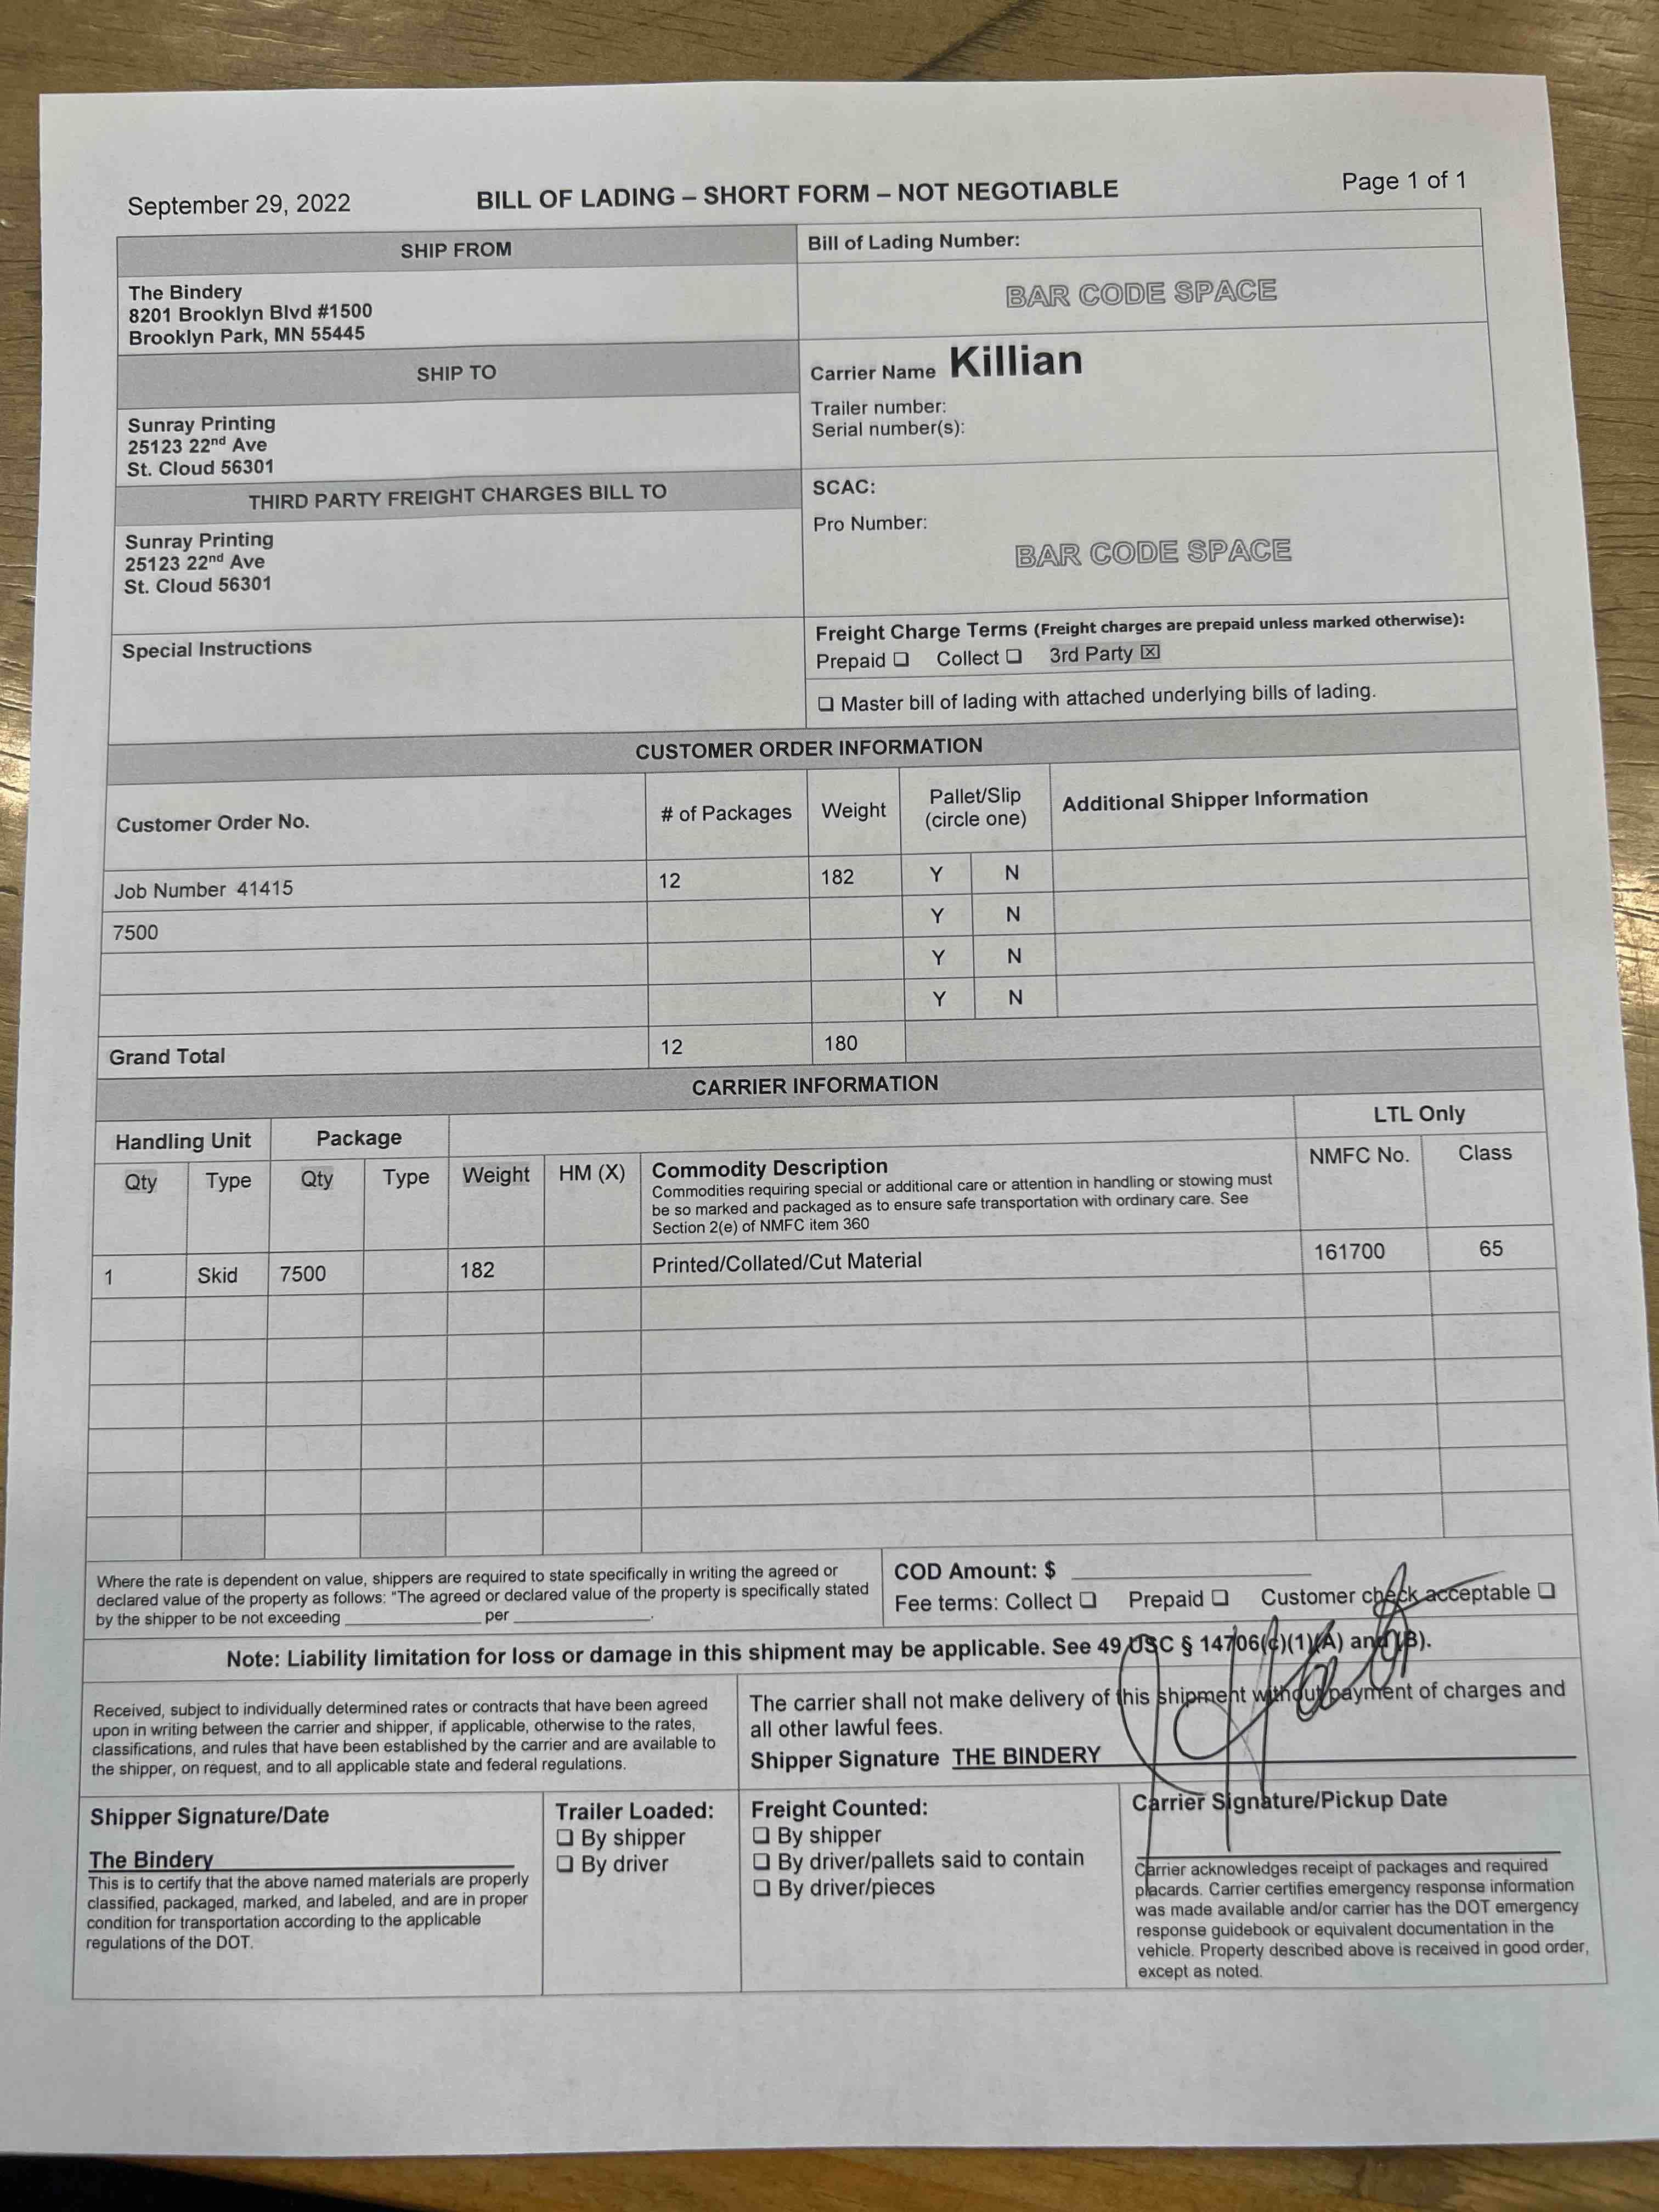 September 29, 2022 BILL OF LADING – SHORT FORM – NOT NEGOTIABLE Page 1 of 1
SHIP FROM
The Bindery
8201 Brooklyn Blvd #1500
Brooklyn Park, MN 55445
Bill of Lading Number:
BAR CODE SPACE
SHIP TO
Sunray Printing
25123 22nd Ave
St. Cloud 56301
Carrier Name Killian
Trailer number:
Serial number(s):
THIRD PARTY FREIGHT CHARGES BILL TO
Sunray Printing
25123 22nd Ave
St. Cloud 56301
SCAC:
Pro Number:
BAR CODE SPACE
Special Instructions
Freight Charge Terms (Freight charges are prepaid unless marked otherwise):
Prepaid ❑ Collect ❑ 3rd Party ☒
❑ Master bill of lading with attached underlying bills of lading.
CUSTOMER ORDER INFORMATION
Customer Order No. # of Packages Weight Pallet/Slip (circle one) Additional Shipper Information
Job Number 41415 12 182 Y N
7500 Y N
Y N
Y N
Grand Total 12 180
CARRIER INFORMATION
Handling Unit Package LTL Only
Qty Type Qty Type Weight HM (X) Commodity Description NMFC No. Class
Commodities requiring special or additional care or attention in handling or stowing must
be so marked and packaged as to ensure safe transportation with ordinary care. See
Section 2(e) of NMFC item 360
1 Skid 7500 182 Printed/Collated/Cut Material 161700 65
Where the rate is dependent on value, shippers are required to state specifically in writing the agreed or
declared value of the property as follows: "The agreed or declared value of the property is specifically stated
by the shipper to be not exceeding ______ per ______.
COD Amount: $ ______
Fee terms: Collect ❑ Prepaid ❑ Customer check acceptable ❑
Note: Liability limitation for loss or damage in this shipment may be applicable. See 49 USC § 14706(c)(1)(A) and (B).
Received, subject to individually determined rates or contracts that have been agreed
upon in writing between the carrier and shipper, if applicable, otherwise to the rates,
classifications, and rules that have been established by the carrier and are available to
the shipper, on request, and to all applicable state and federal regulations.
The carrier shall not make delivery of this shipment without payment of charges and
all other lawful fees.
Shipper Signature THE BINDERY
Shipper Signature/Date
The Bindery
This is to certify that the above named materials are properly
classified, packaged, marked, and labeled, and are in proper
condition for transportation according to the applicable
regulations of the DOT.
Trailer Loaded:
❑ By shipper
❑ By driver
Freight Counted:
❑ By shipper
❑ By driver/pallets said to contain
❑ By driver/pieces
Carrier Signature/Pickup Date
Carrier acknowledges receipt of packages and required
placards. Carrier certifies emergency response information
was made available and/or carrier has the DOT emergency
response guidebook or equivalent documentation in the
vehicle. Property described above is received in good order,
except as noted.